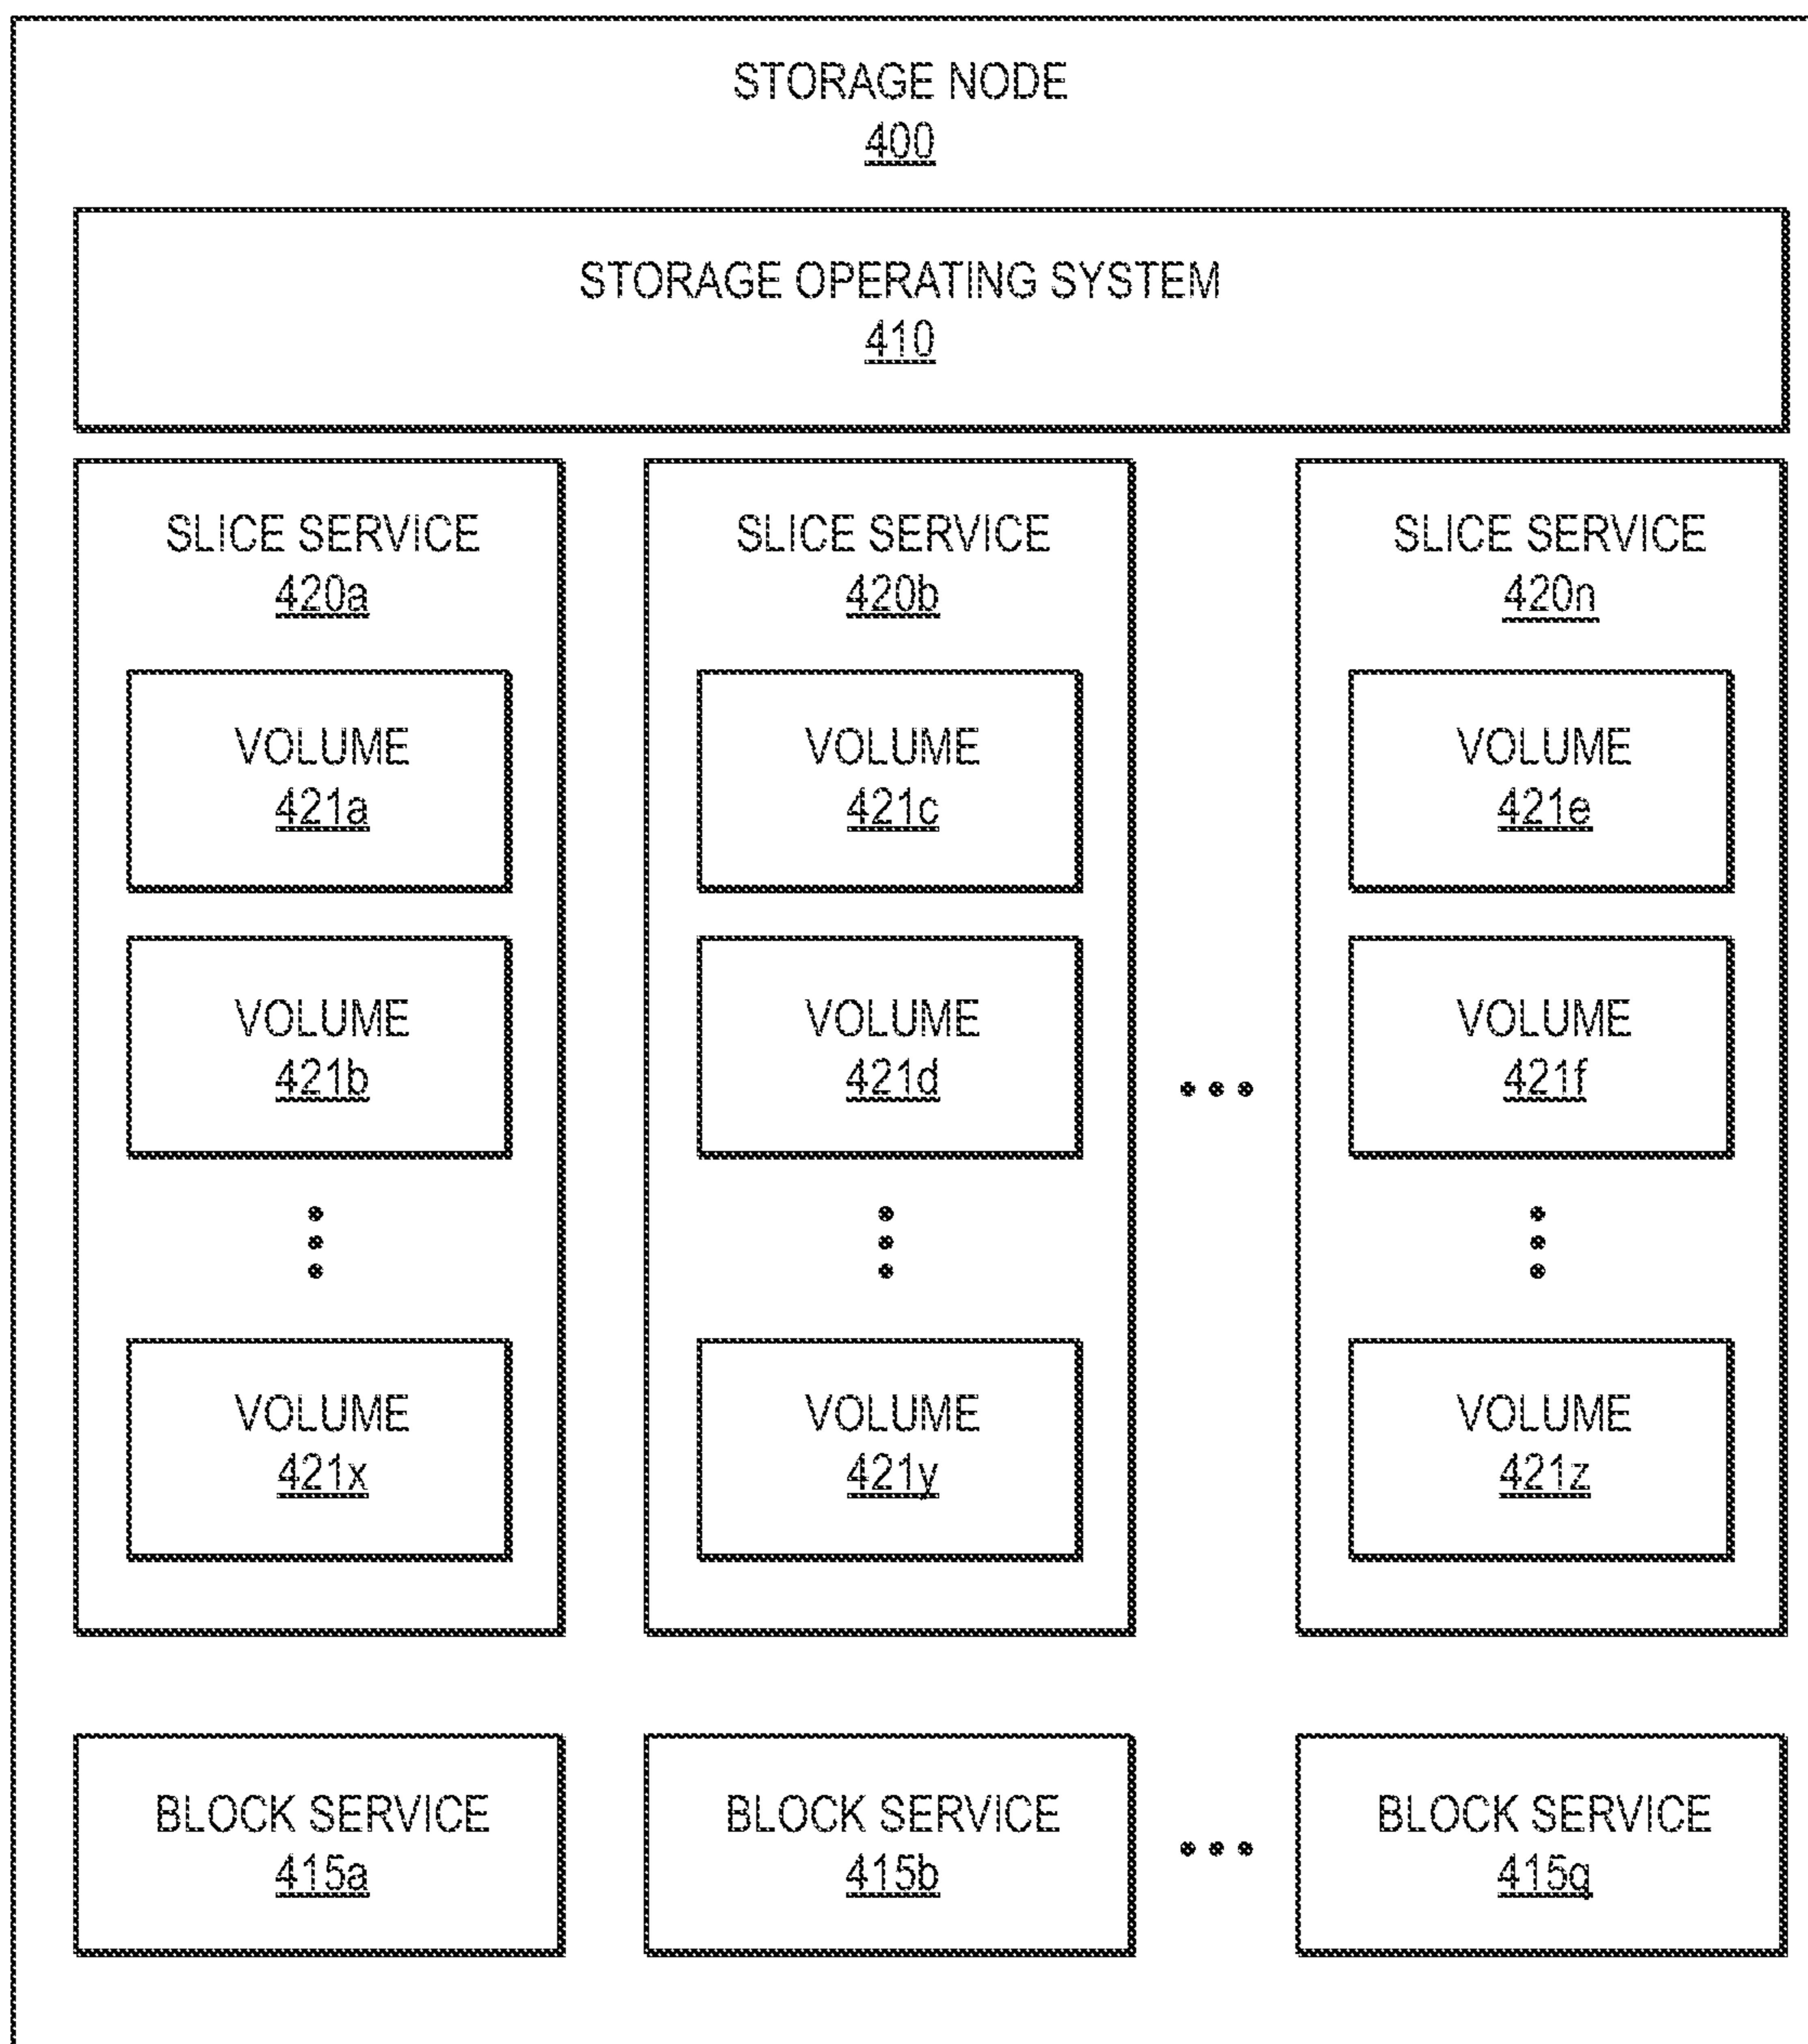 STORAGE NODE
400
STORAGE OPERATING SYSTEM
410
SLICE SERVICE
420a
VOLUME
421a
VOLUME
421b
VOLUME
421x
SLICE SERVICE
420b
VOLUME
421c
VOLUME
421d
VOLUME
421y
SLICE SERVICE
420n
VOLUME
421e
VOLUME
421f
VOLUME
421z
BLOCK SERVICE
415a
BLOCK SERVICE
415b
BLOCK SERVICE
415q